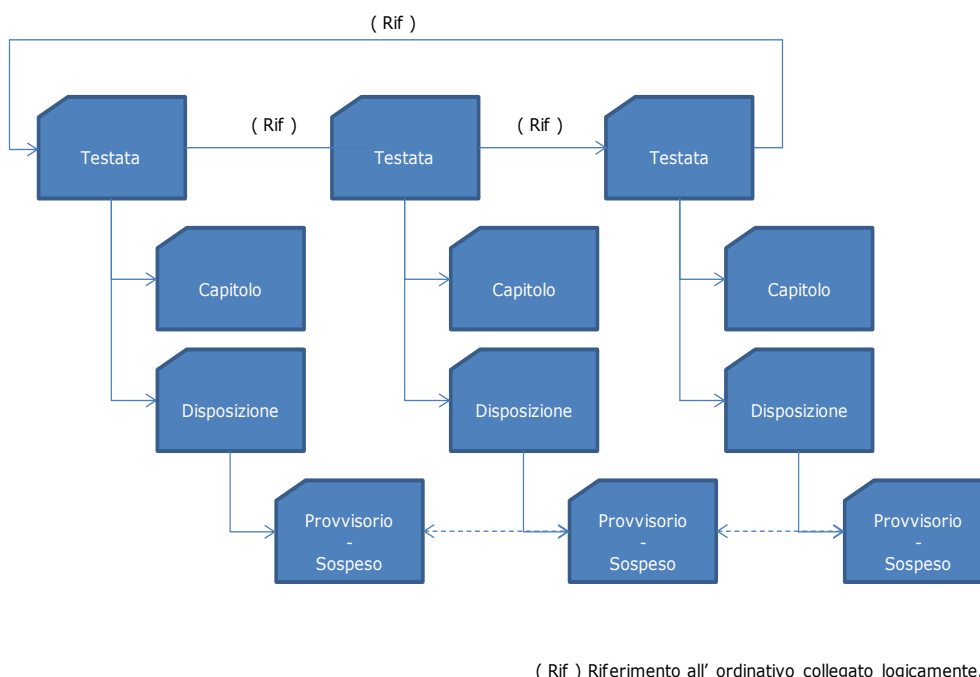 ( Rif )
( Rif )
( Rif )
Testata
Testata
Testata
Capitolo
Capitolo
Capitolo
Disposizione
Disposizione
Disposizione
Provvisorio
-
Sospeso
Provvisorio
-
Sospeso
Provvisorio
-
Sospeso
( Rif ) Riferimento all’ ordinativo collegato logicamente.